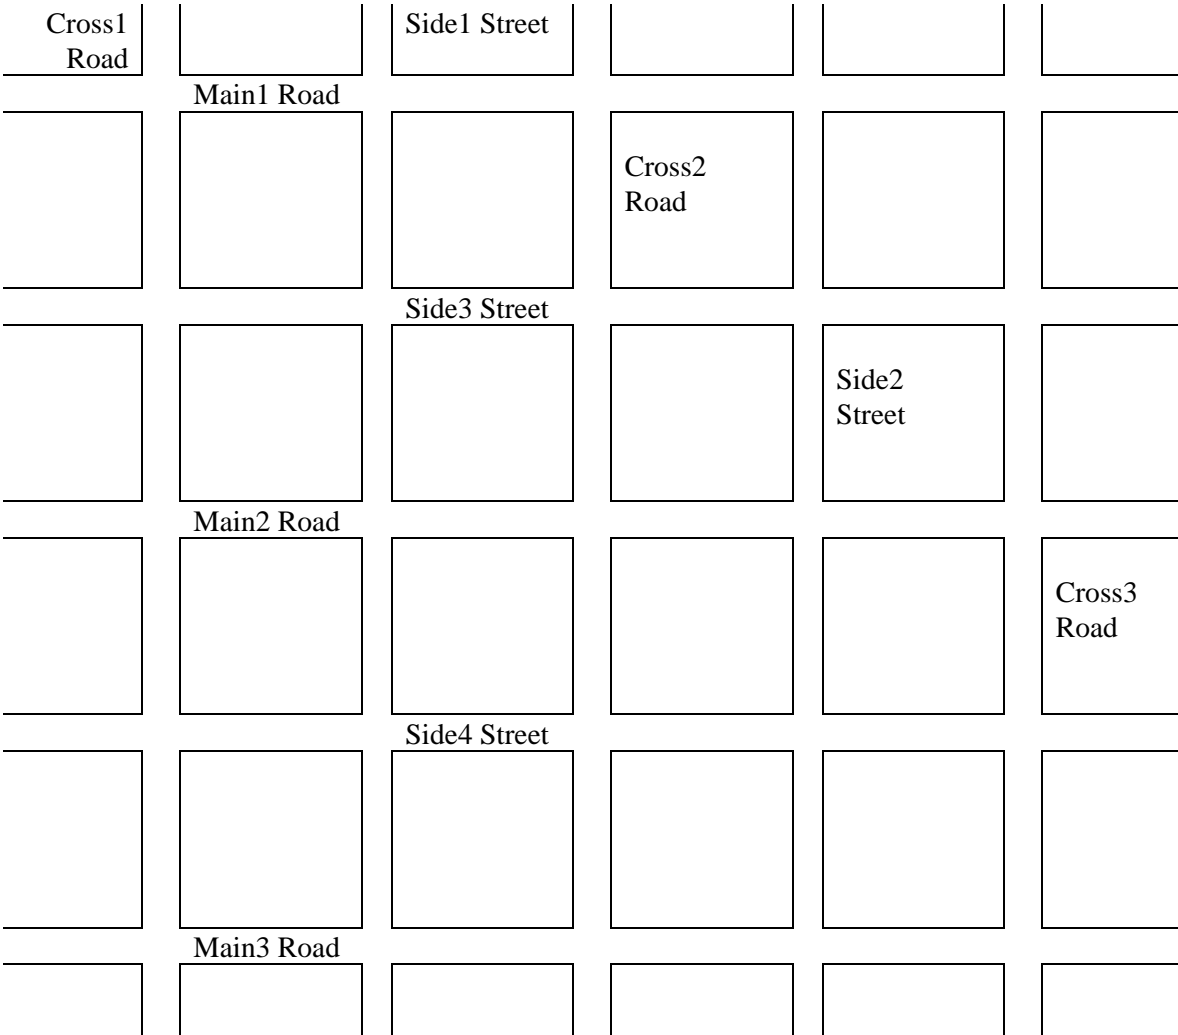 Cross1
Road
Side1 Street
Main1 Road
Cross2
Road
Side3 Street
Side2
Street
Main2 Road
Cross3
Road
Side4 Street
Main3 Road